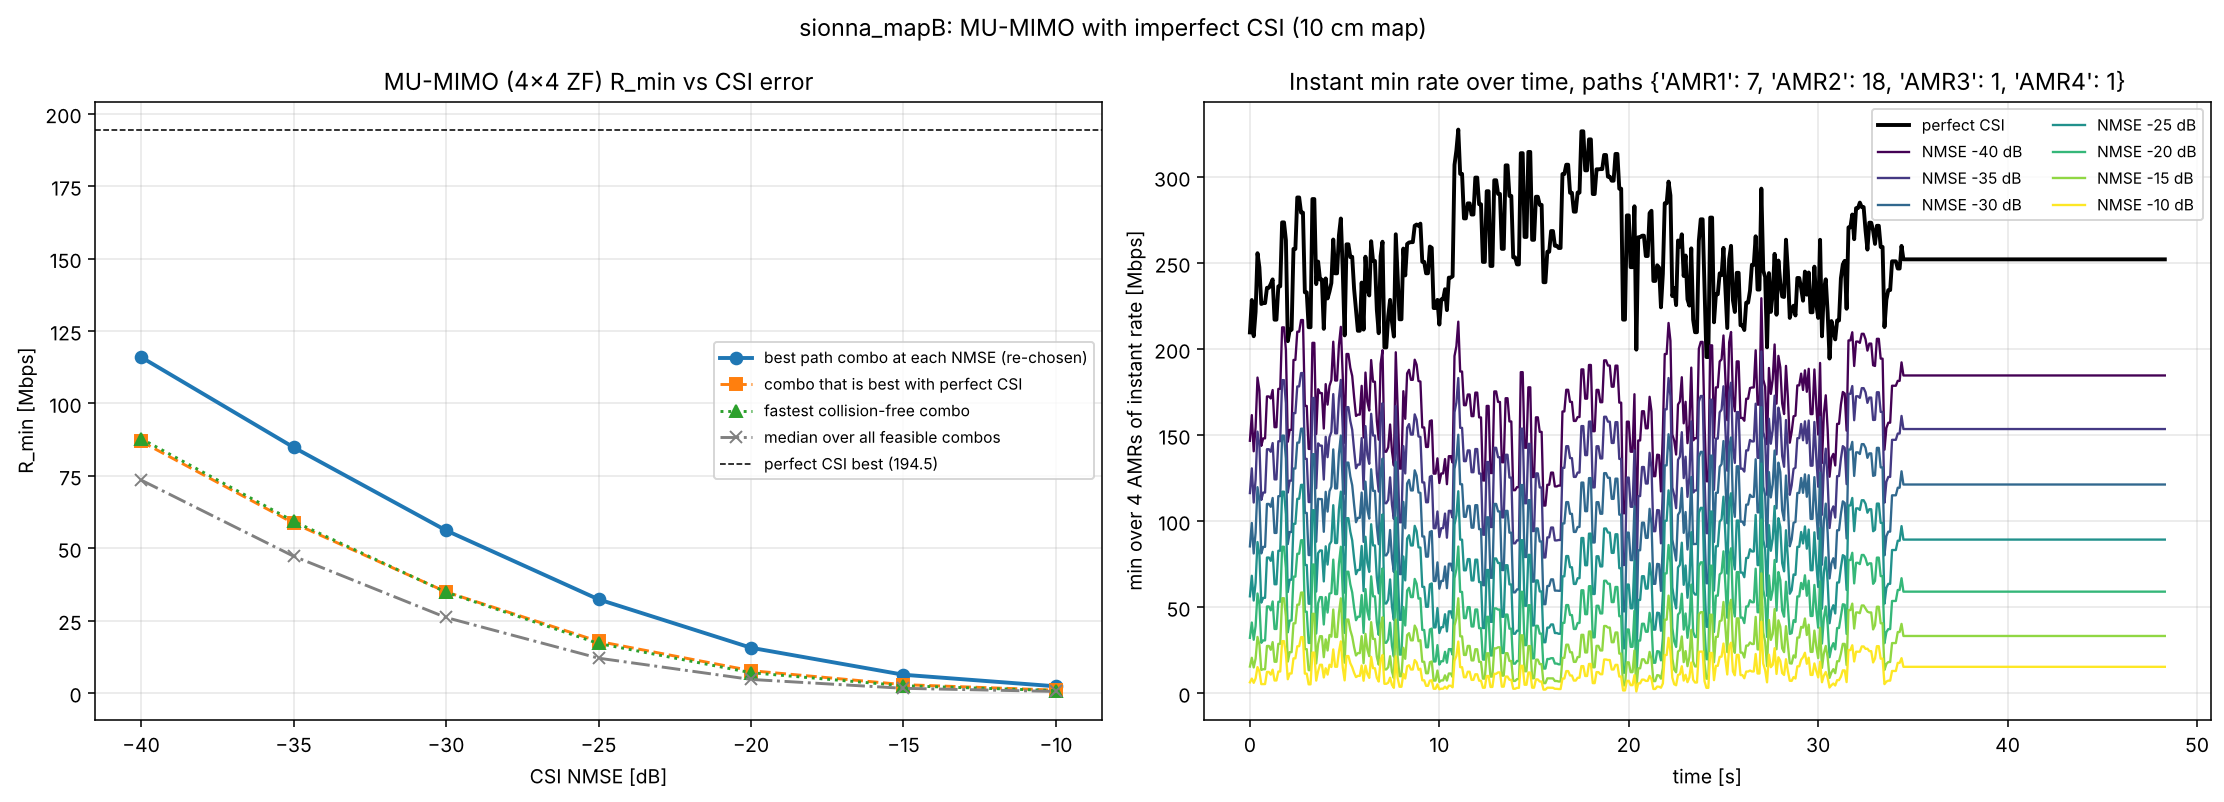 sionna_mapB: MU-MIMO with imperfect CSI (10 cm map)
MU-MIMO (4×4 ZF) R_min vs CSI error
R_min [Mbps]
200
175
150
125
100
75
50
25
0
best path combo at each NMSE (re-chosen)
combo that is best with perfect CSI
fastest collision-free combo
median over all feasible combos
perfect CSI best (194.5)
−40
−35
−30
−25
−20
−15
−10
CSI NMSE [dB]
Instant min rate over time, paths {'AMR1': 7, 'AMR2': 18, 'AMR3': 1, 'AMR4': 1}
min over 4 AMRs of instant rate [Mbps]
300
250
200
150
100
50
0
perfect CSI
NMSE -40 dB
NMSE -35 dB
NMSE -30 dB
NMSE -25 dB
NMSE -20 dB
NMSE -15 dB
NMSE -10 dB
0
10
20
30
40
50
time [s]